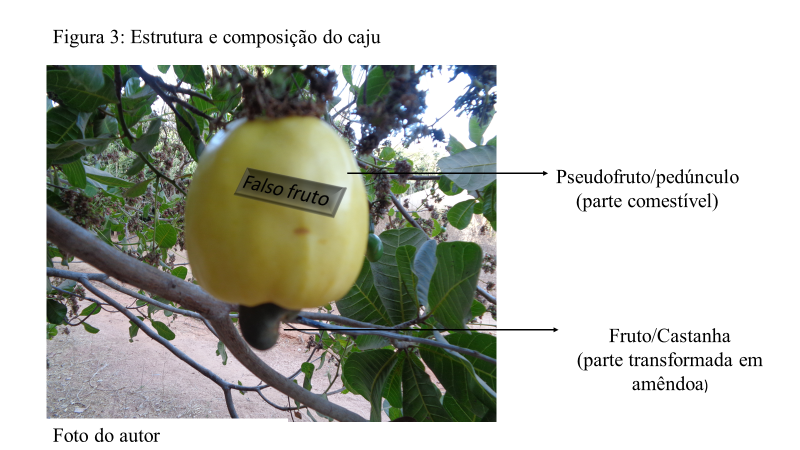 Figura 3: Estrutura e composição do caju
Falso fruto
Pseudofruto/pedúnculo
(parte comestível)
Fruto/Castanha
(parte transformada em
amêndoa)
Foto do autor